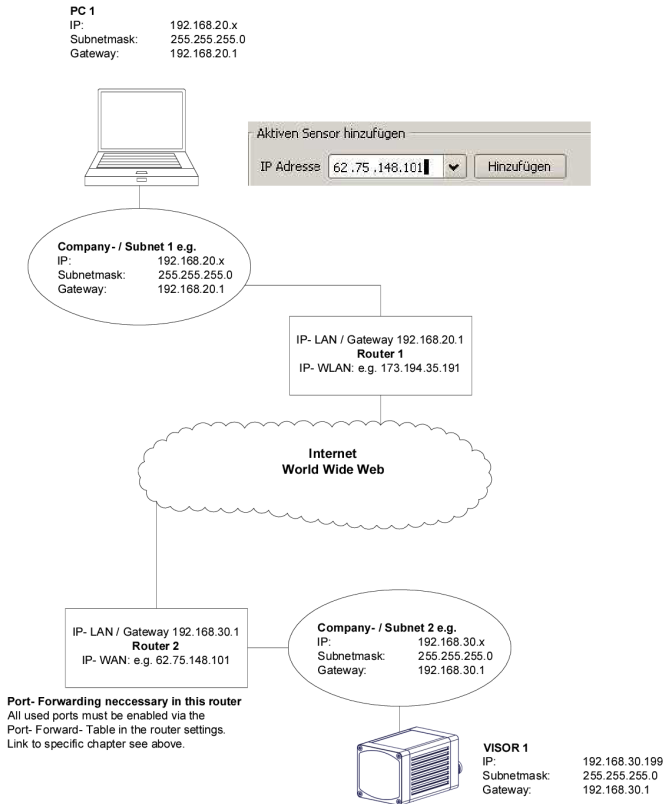 PC 1
IP: 192.168.20.x
Subnetmask: 255.255.255.0
Gateway: 192.168.20.1
Aktiven Sensor hinzufügen
IP Adresse 62 .75 .148.101 Hinzufügen
Company- / Subnet 1 e.g.
IP: 192.168.20.x
Subnetmask: 255.255.255.0
Gateway: 192.168.20.1
IP- LAN / Gateway 192.168.20.1
Router 1
IP- WLAN: e.g. 173.194.35.191
Internet
World Wide Web
IP- LAN / Gateway 192.168.30.1
Router 2
IP- WAN: e.g. 62.75.148.101
Company- / Subnet 2 e.g.
IP: 192.168.30.x
Subnetmask: 255.255.255.0
Gateway: 192.168.30.1
Port- Forwarding neccessary in this router
All used ports must be enabled via the
Port- Forward- Table in the router settings.
Link to specific chapter see above.
VISOR 1
IP: 192.168.30.199
Subnetmask: 255.255.255.0
Gateway: 192.168.30.1